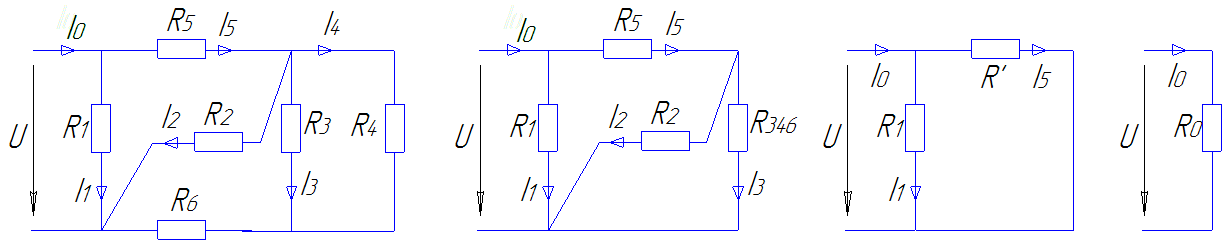 I0 R5 I5 I4
U R1 I2 R2 R3 R4
I1 R6 I3
I0 R5 I5
U R1 I2 R2 R346
I1 I3
I0 R' I5
U R1
I1
I0
U R0